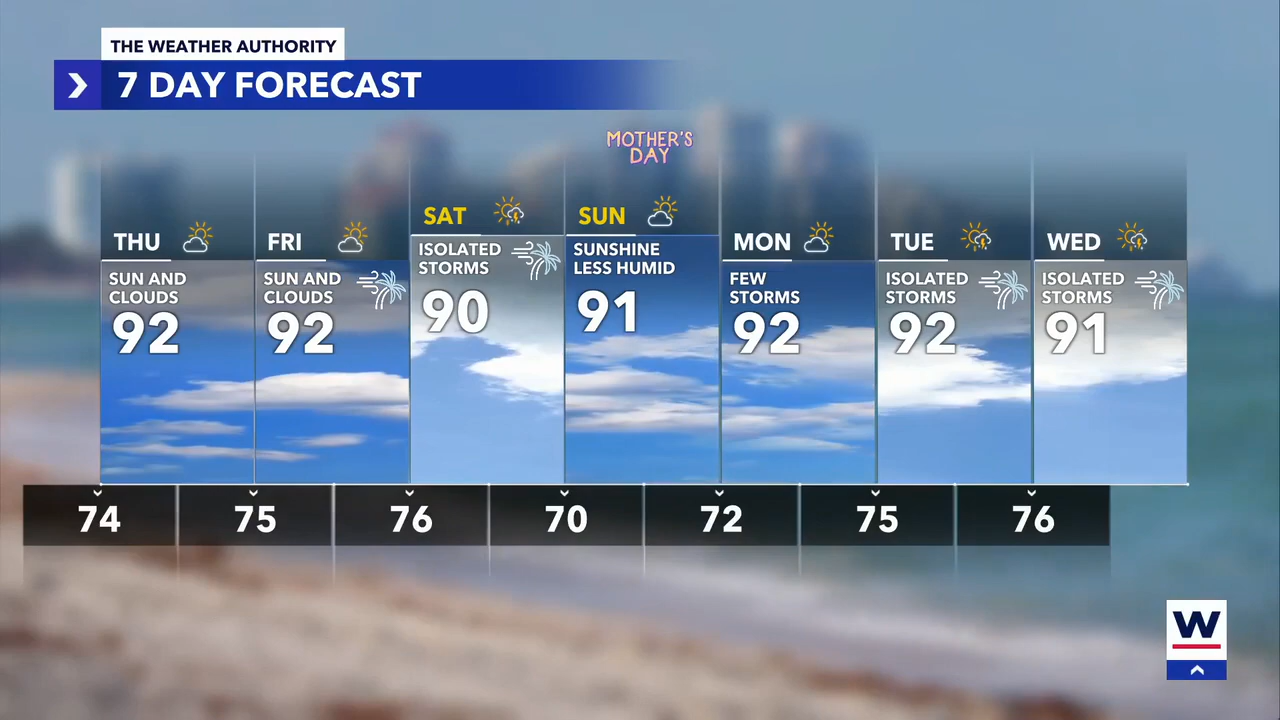 THE WEATHER AUTHORITY
7 DAY FORECAST
MOTHER'S
DAY
THU
SUN AND
CLOUDS
92
FRI
SUN AND
CLOUDS
92
SAT
ISOLATED
STORMS
90
SUN
SUNSHINE
LESS HUMID
91
MON
FEW
STORMS
92
TUE
ISOLATED
STORMS
92
WED
ISOLATED
STORMS
91
74 75 76 70 72 75 76
W